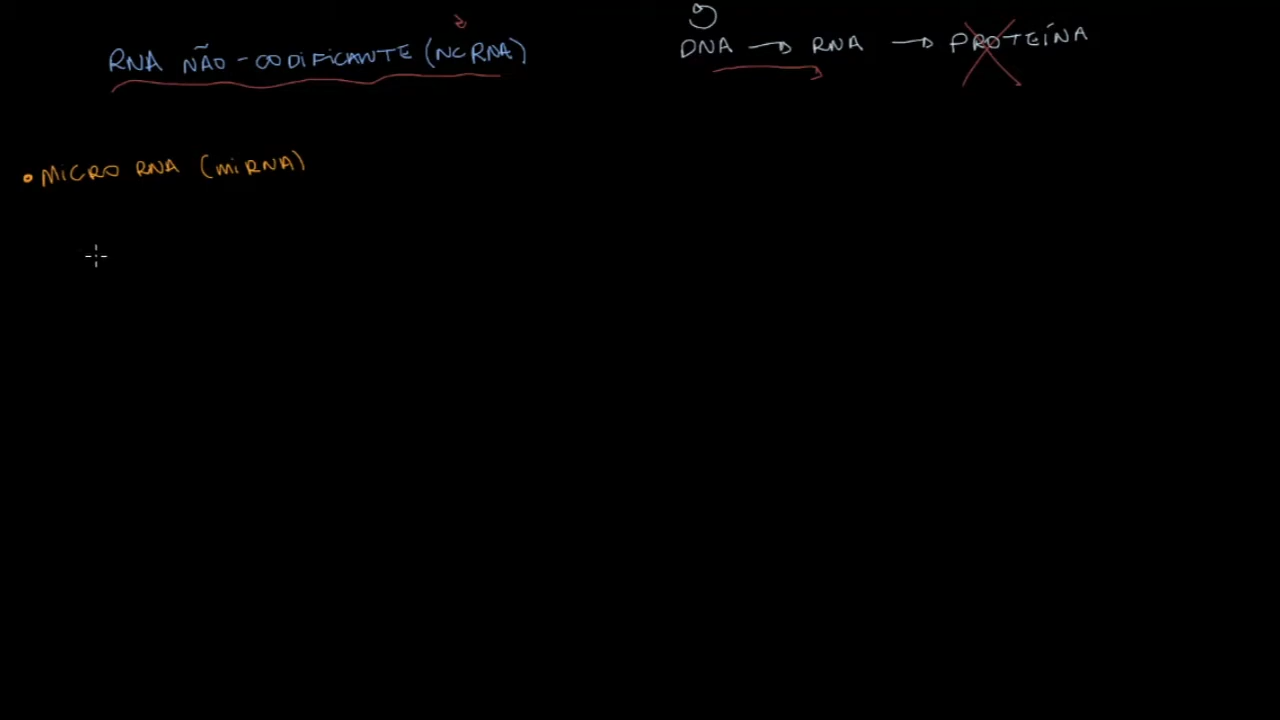 RNA NÃO-CODIFICANTE (NCRNA)
DNA → RNA → PROTEÍNA
• MICRO RNA (miRNA)